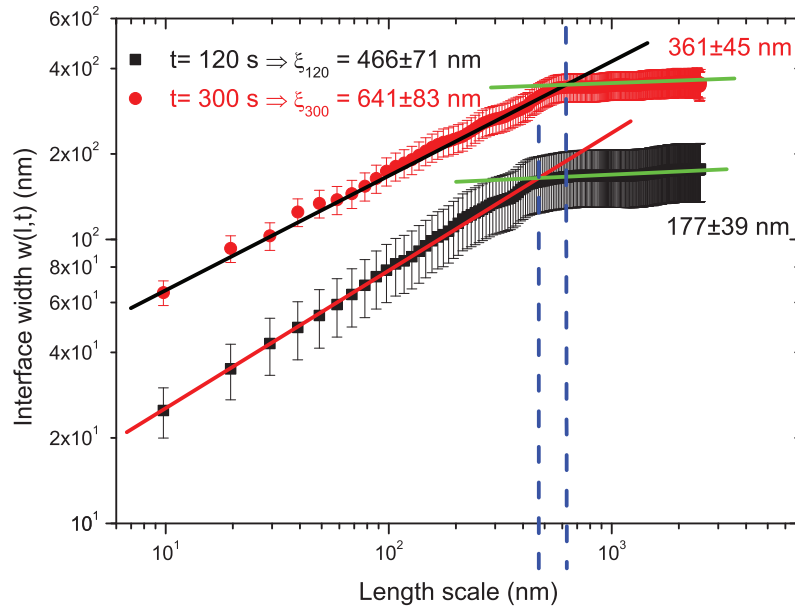 6x10²
4x10²
2x10²
10²
8x10¹
6x10¹
4x10¹
2x10¹
10¹
Interface width w(l,t) (nm)
t= 120 s ⇒ ξ₁₂₀ = 466±71 nm
t= 300 s ⇒ ξ₃₀₀ = 641±83 nm
361±45 nm
177±39 nm
10¹
10²
10³
Length scale (nm)